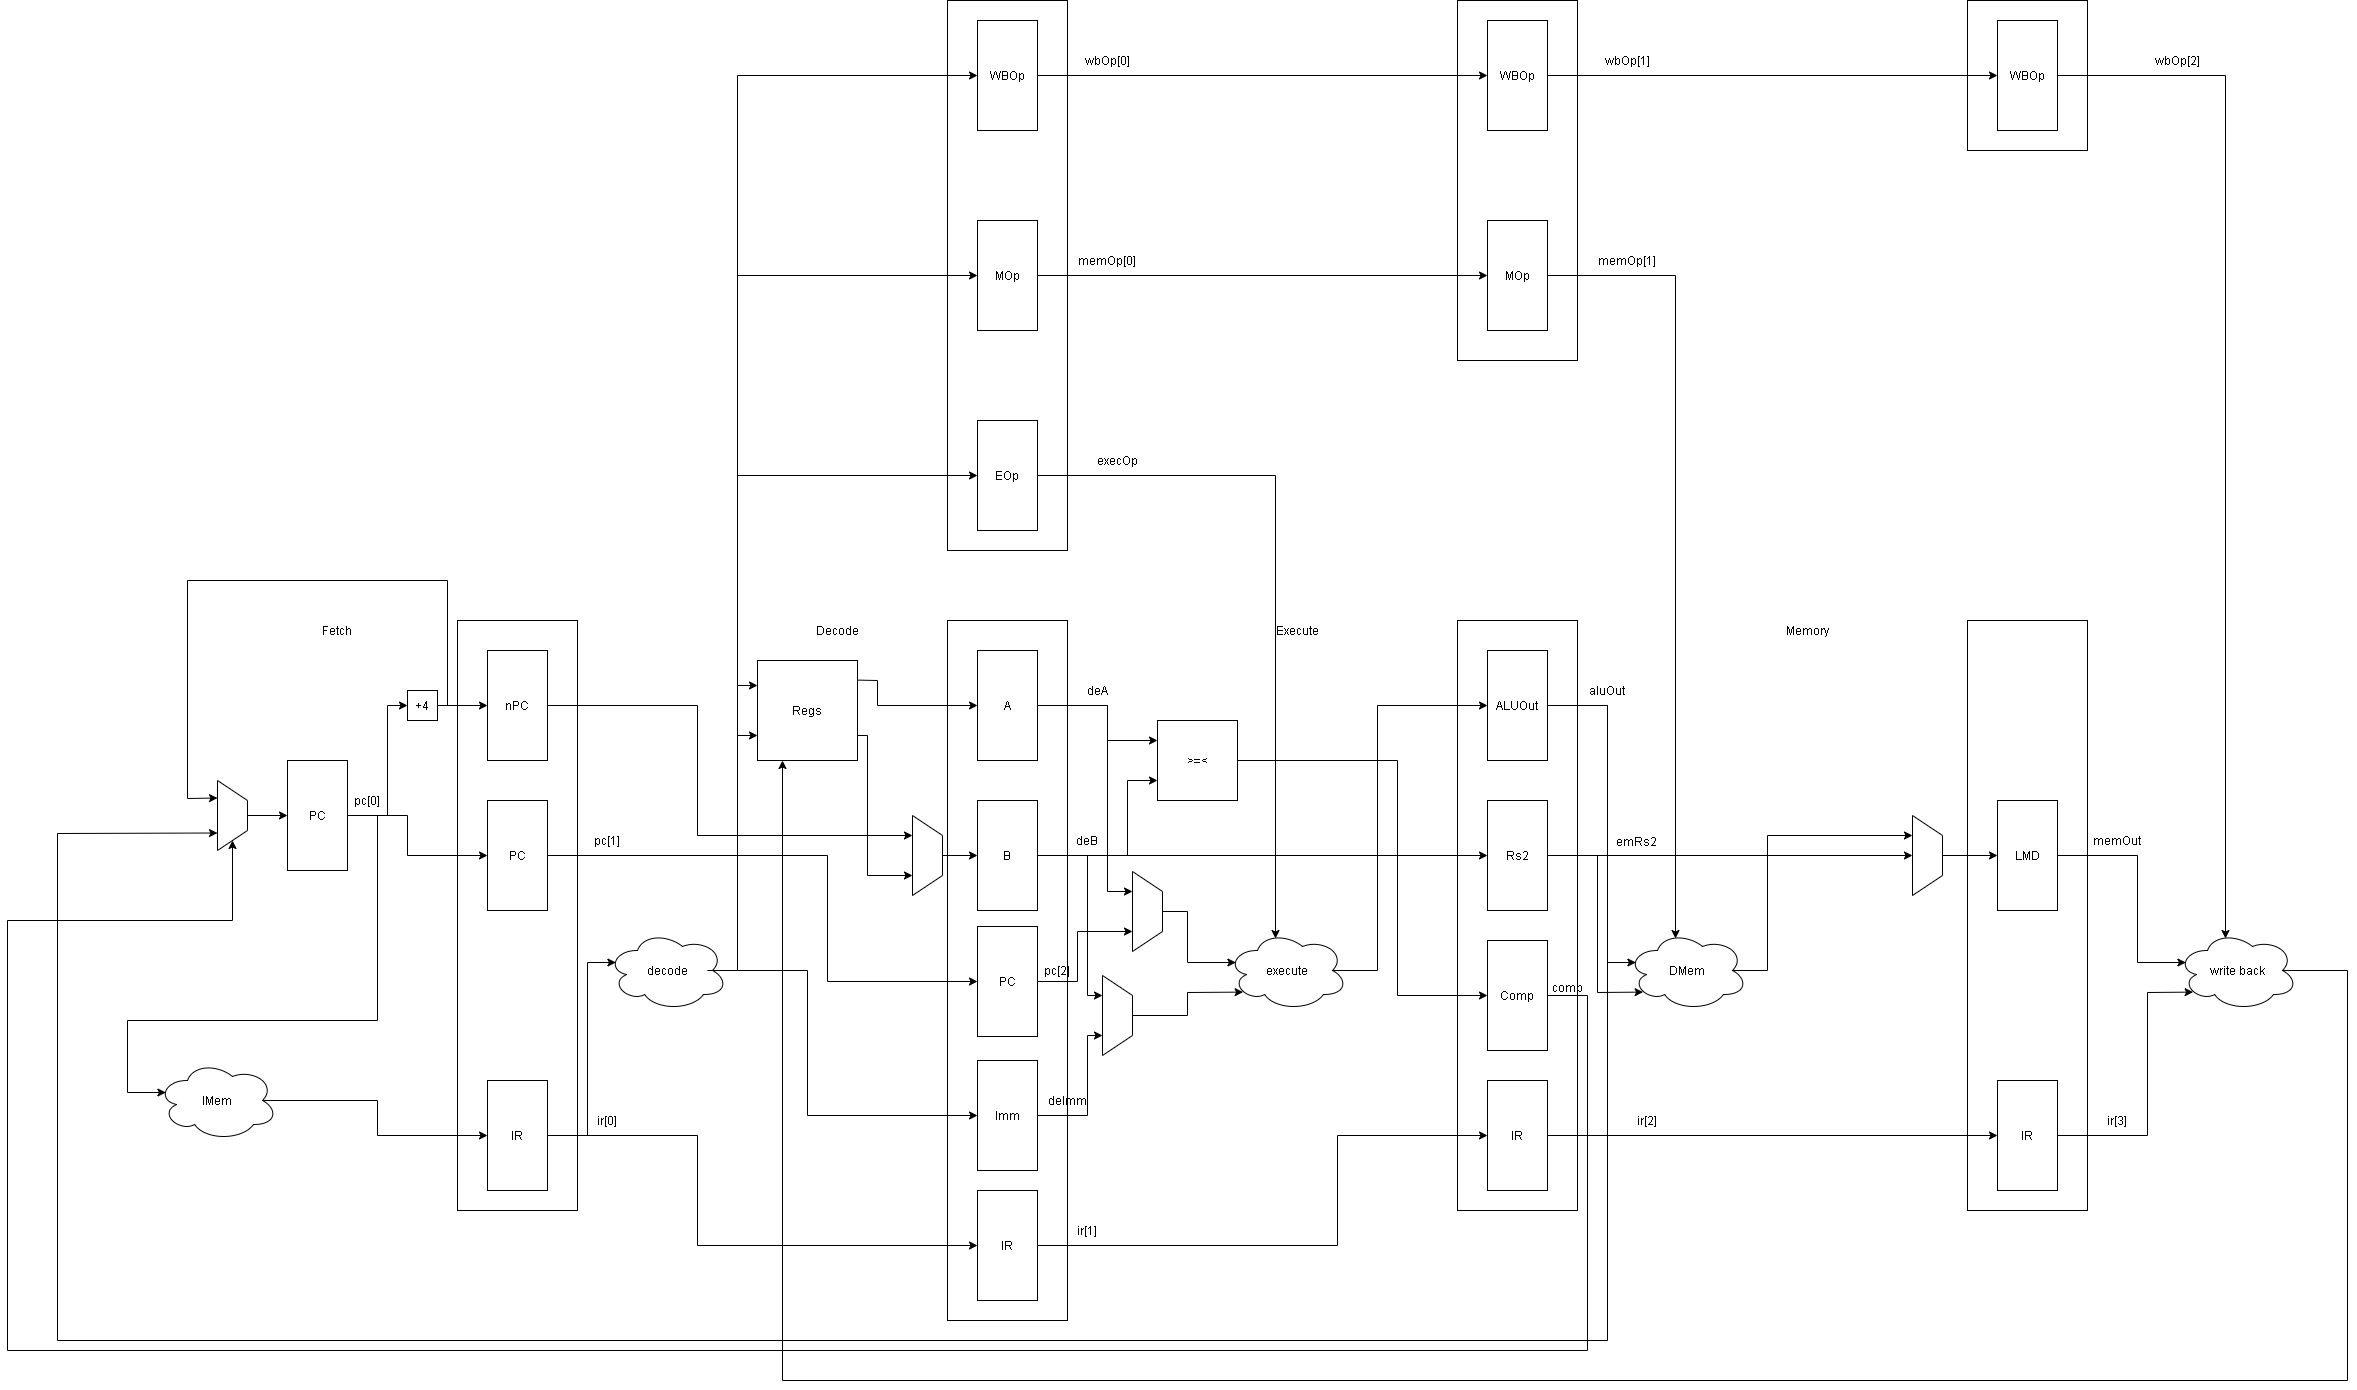 WBOp
wbOp[0]
WBOp
wbOp[1]
WBOp
wbOp[2]
MOp
memOp[0]
MOp
memOp[1]
EOp
execOp
Fetch
Decode
Execute
Memory
+4
nPC
Regs
A
deA
ALUOut
aluOut
>=<
PC
pc[0]
PC
pc[1]
B
deB
Rs2
emRs2
LMD
memOut
decode
PC
pc[2]
execute
Comp
comp
DMem
write back
IMem
IR
ir[0]
Imm
deImm
IR
ir[2]
IR
ir[3]
IR
ir[1]